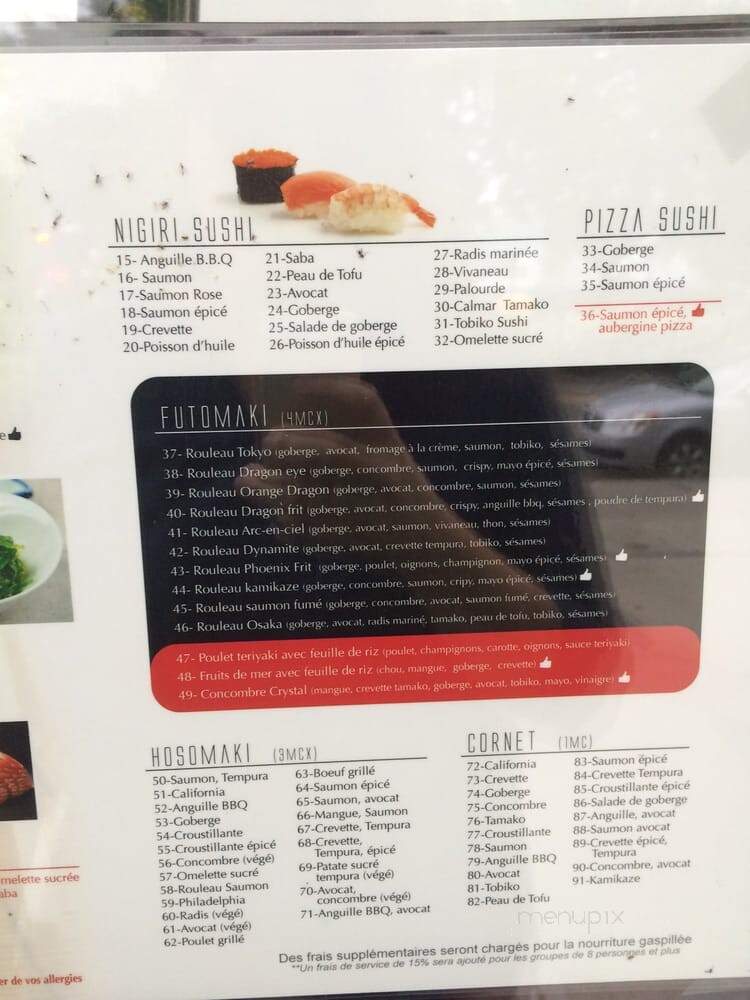 NIGIRI SUSHI
15- Anguille B.B.Q
16- Saumon
17-Saumon Rose
18-Saumon épicé
19-Crevette
20-Poisson d'huile
21-Saba
22-Peau de Tofu
23-Avocat
24-Goberge
25-Salade de goberge
26-Poisson d'huile épicé
27-Radis marinée
28-Vivaneau
29-Palourde
30-Calmar Tamako
31-Tobiko Sushi
32-Omelette sucré
PIZZA SUSHI
33-Goberge
34-Saumon
35-Saumon épicé
36-Saumon épicé,
aubergine pizza
e
FUTOMAKI (4MCX)
37- Rouleau Tokyo (goberge, avocat, fromage à la crème, saumon, tobiko, sésames)
38- Rouleau Dragon eye (goberge, concombre, saumon, crispy, mayo épicé, sésames)
39- Rouleau Orange Dragon (goberge, avocat, concombre, saumon, sésames)
40- Rouleau Dragon frit (goberge, avocat, concombre, crispy, anguille bbq, sésames ; poudre de tempura)
41- Rouleau Arc-en-ciel (goberge, avocat, saumon, vivaneau, thon, sésames)
42- Rouleau Dynamite (goberge, avocat, crevette tempura, tobiko, sésames)
43- Rouleau Phoenix Frit (goberge, poulet, oignons, champignon, mayo épicé, sésames)
44- Rouleau kamikaze (goberge, concombre, saumon, cripy, mayo épicé, sésames)
45- Rouleau saumon fumé (goberge, concombre, avocat, saumon fumé, crevette, sésames)
46- Rouleau Osaka (goberge, avocat, radis mariné, tamako, peau de tofu, tobiko, sésames)
47- Poulet teriyaki avec feuille de riz (poulet, champignons, carotte, oignons, sauce teriyaki)
48- Fruits de mer avec feuille de riz (chou, mangue, goberge, crevette)
49- Concombre Crystal (mangue, crevette tamako, goberge, avocat, tobiko, mayo, vinaigre)
HOSOMAKI (3MCX)
50-Saumon, Tempura
51-California
52-Anguille BBQ
53-Goberge
54-Croustillante
55-Croustillante épicé
56-Concombre (végé)
57-Omelette sucré
58-Rouleau Saumon
59-Philadelphia
60-Radis (végé)
61-Avocat (végé)
62-Poulet grillé
63-Boeuf grillé
64-Saumon épicé
65-Saumon, avocat
66-Mangue, Saumon
67-Crevette, Tempura
68-Crevette,
Tempura, épicé
69-Patate sucré
tempura (végé)
70-Avocat,
concombre (végé)
71-Anguille BBQ, avocat
CORNET (1MC)
72-California
73-Crevette
74-Goberge
75-Concombre
76-Tamako
77-Croustillante
78-Saumon
79-Anguille BBQ
80-Avocat
81-Tobiko
82-Peau de Tofu
83-Saumon épicé
84-Crevette Tempura
85-Croustillante épicé
86-Salade de goberge
87-Anguille, avocat
88-Saumon avocat
89-Crevette épicé,
Tempura
90-Concombre, avocat
91-Kamikaze
melette sucrée
aba
er de vos allergies
menupix
Des frais supplémentaires seront chargés pour la nourriture gaspillée
**Un frais de service de 15% sera ajouté pour les groupes de 8 personnes et plus